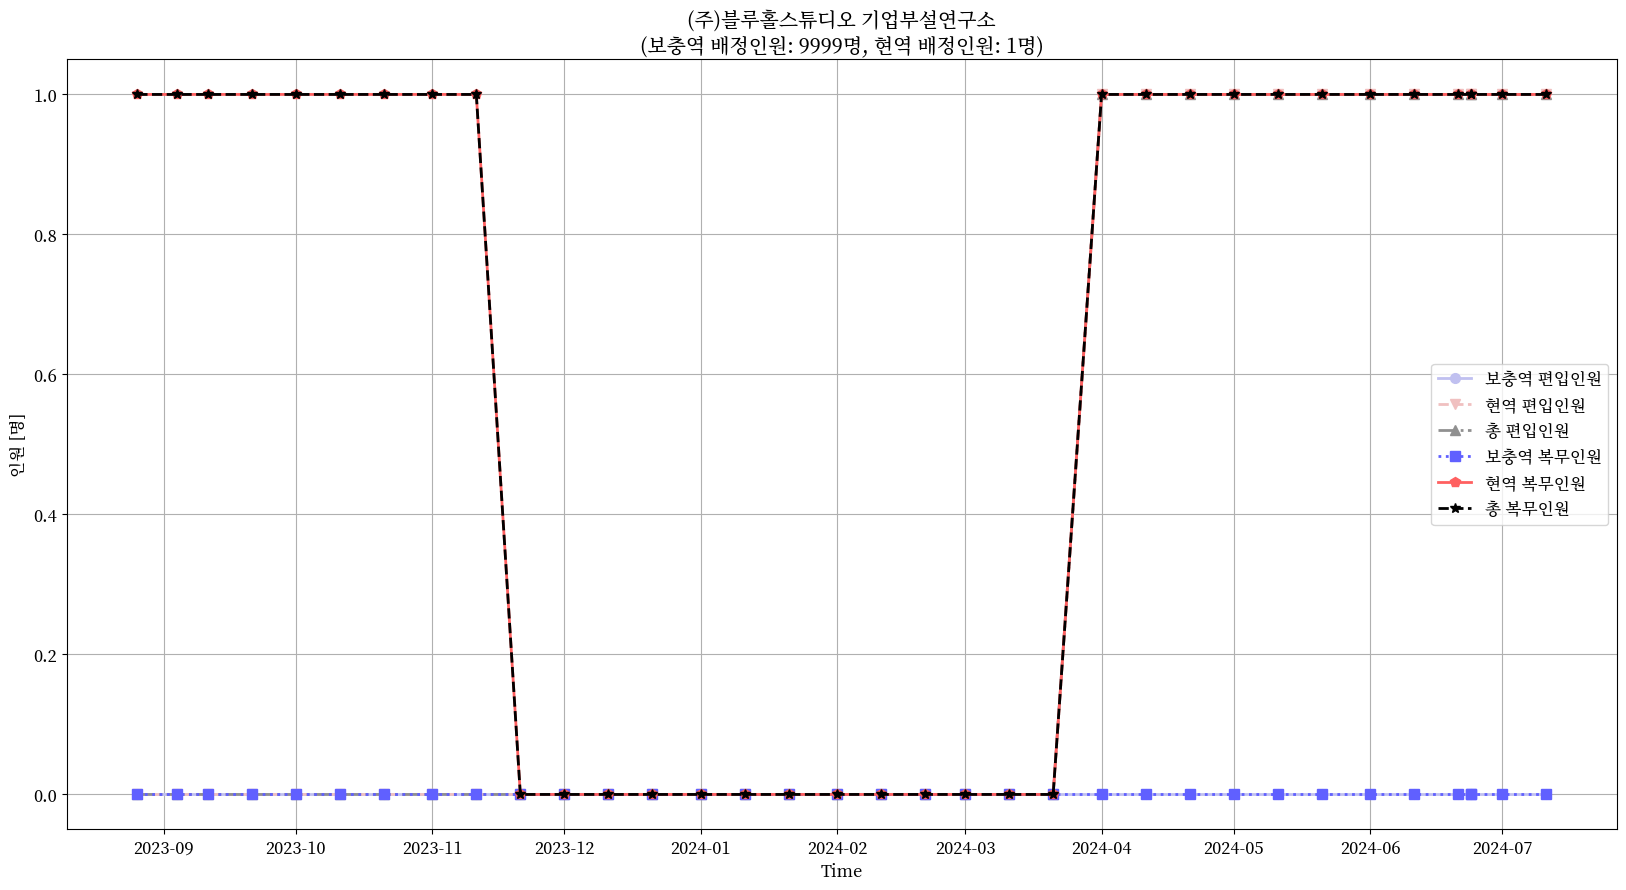 (주)블루홀스튜디오 기업부설연구소
(보충역 배정인원: 9999명, 현역 배정인원: 1명)
1.0
0.8
0.6
0.4
0.2
0.0
인원 [명]
보충역 편입인원
현역 편입인원
총 편입인원
보충역 복무인원
현역 복무인원
총 복무인원
2023-09 2023-10 2023-11 2023-12 2024-01 2024-02 2024-03 2024-04 2024-05 2024-06 2024-07
Time